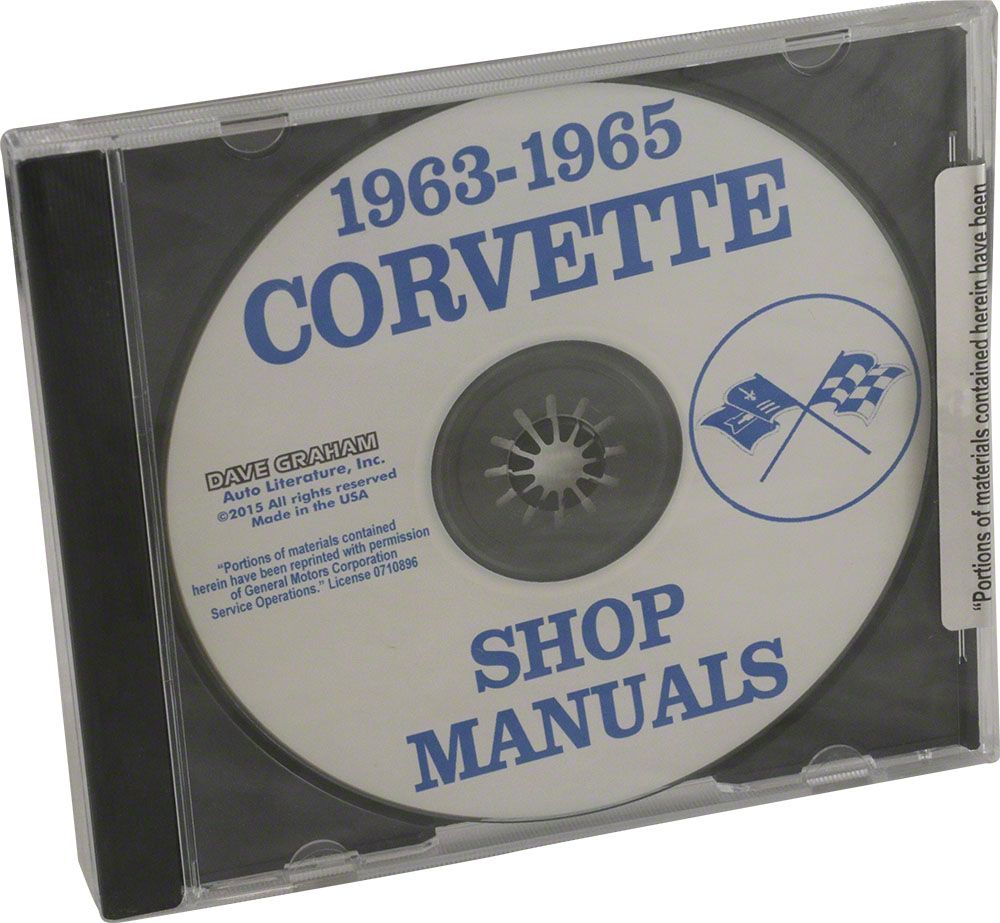 1963-1965
CORVETTE
DAVE GRAHAM
Auto Literature, Inc.
©2015 All rights reserved
Made in the USA
“Portions of materials contained
herein have been reprinted with permission
of General Motors Corporation
Service Operations.” License 0710896
SHOP
MANUALS
“Portions of materials contained herein have been